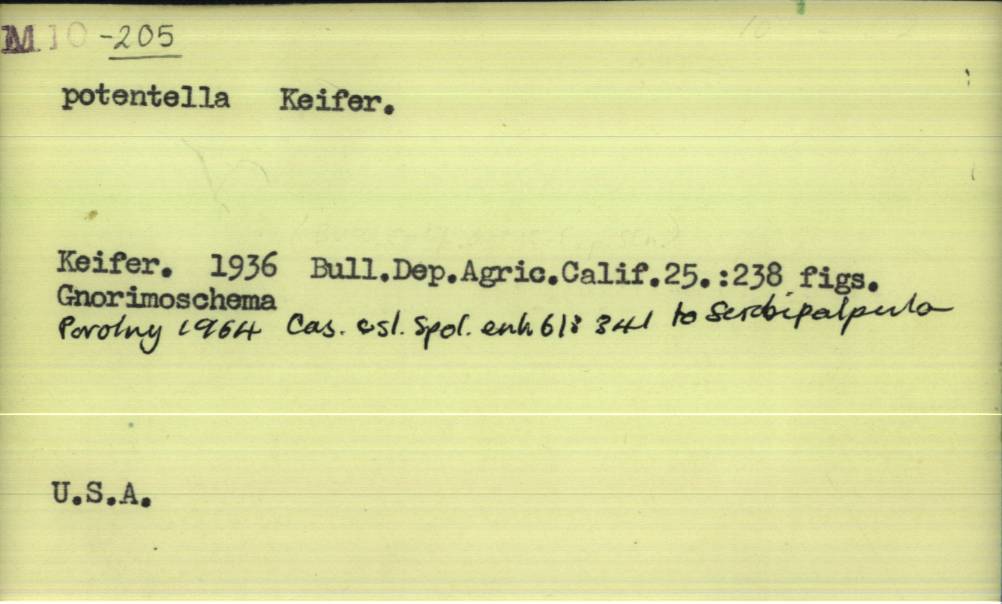 M10-205
potentella Keifer.
Keifer. 1936 Bull.Dep.Agric.Calif.25.:238 figs.
Gnorimoschema
Povolny 1964 Cas. csl. Spol. ent. 61: 341 to Scrobipalpula
U.S.A.